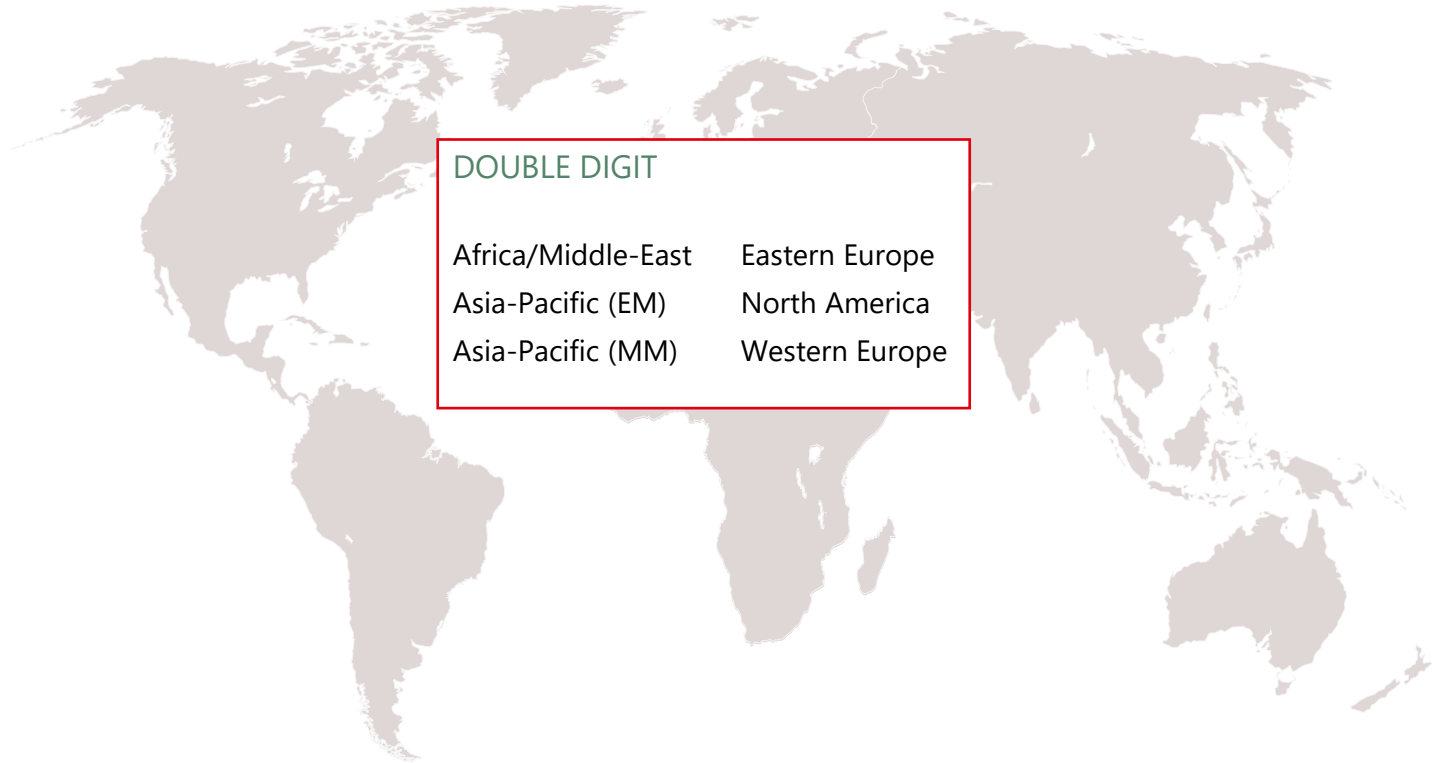 DOUBLE DIGIT
Africa/Middle-East Eastern Europe
Asia-Pacific (EM) North America
Asia-Pacific (MM) Western Europe